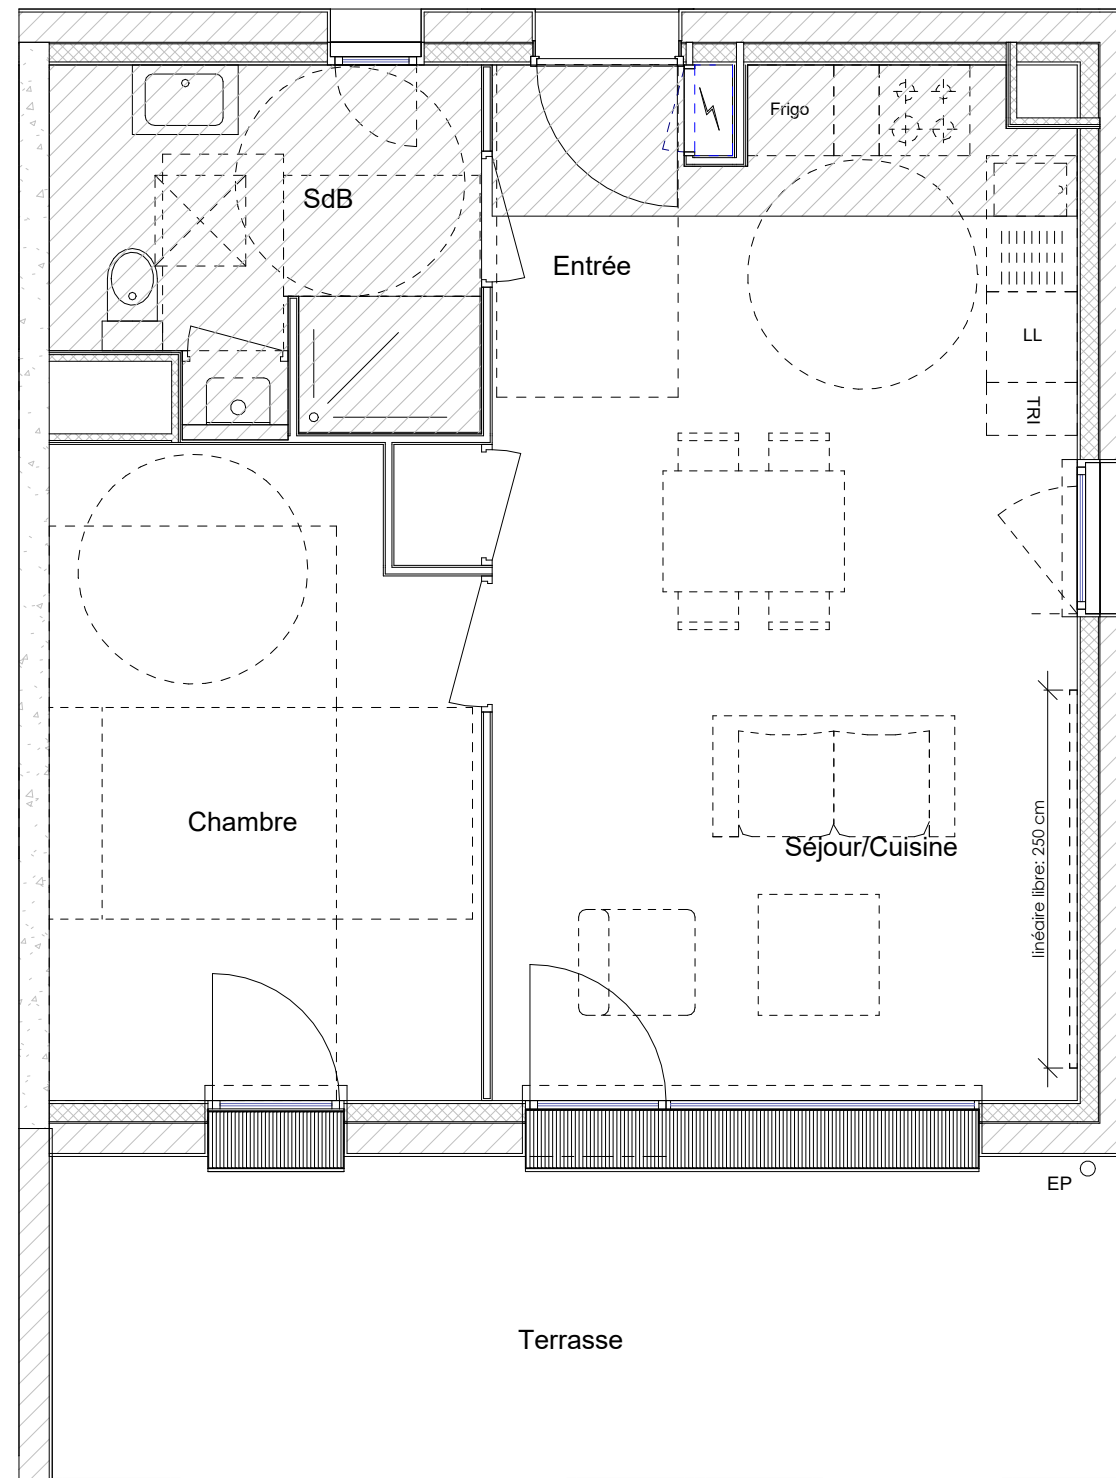 Frigo
SdB
Entrée
LL
TRI
Chambre
Séjour/Cuisine
linéaire libre: 250 cm
EP
Terrasse